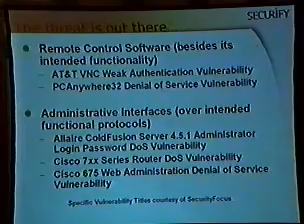 SECURIFY
The threat is out there
Remote Control Software (besides its
intended functionality)
– AT&T VNC Weak Authentication Vulnerability
– PCAnywhere32 Denial of Service Vulnerability
Administrative Interfaces (over intended
functional protocols)
– Allaire ColdFusion Server 4.5.1 Administrator
Login Password DoS Vulnerability
– Cisco 7xx Series Router DoS Vulnerability
– Cisco 675 Web Administration Denial of Service
Vulnerability
Specific Vulnerability Titles courtesy of SecurityFocus